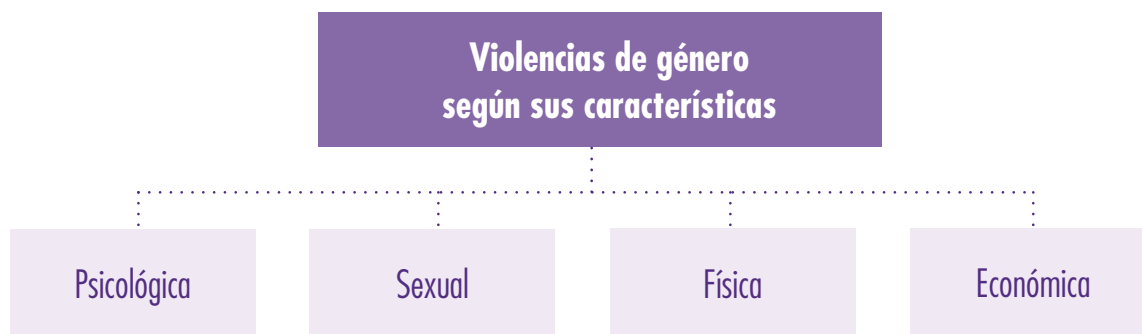 Violencias de género
según sus características
Psicológica
Sexual
Física
Económica